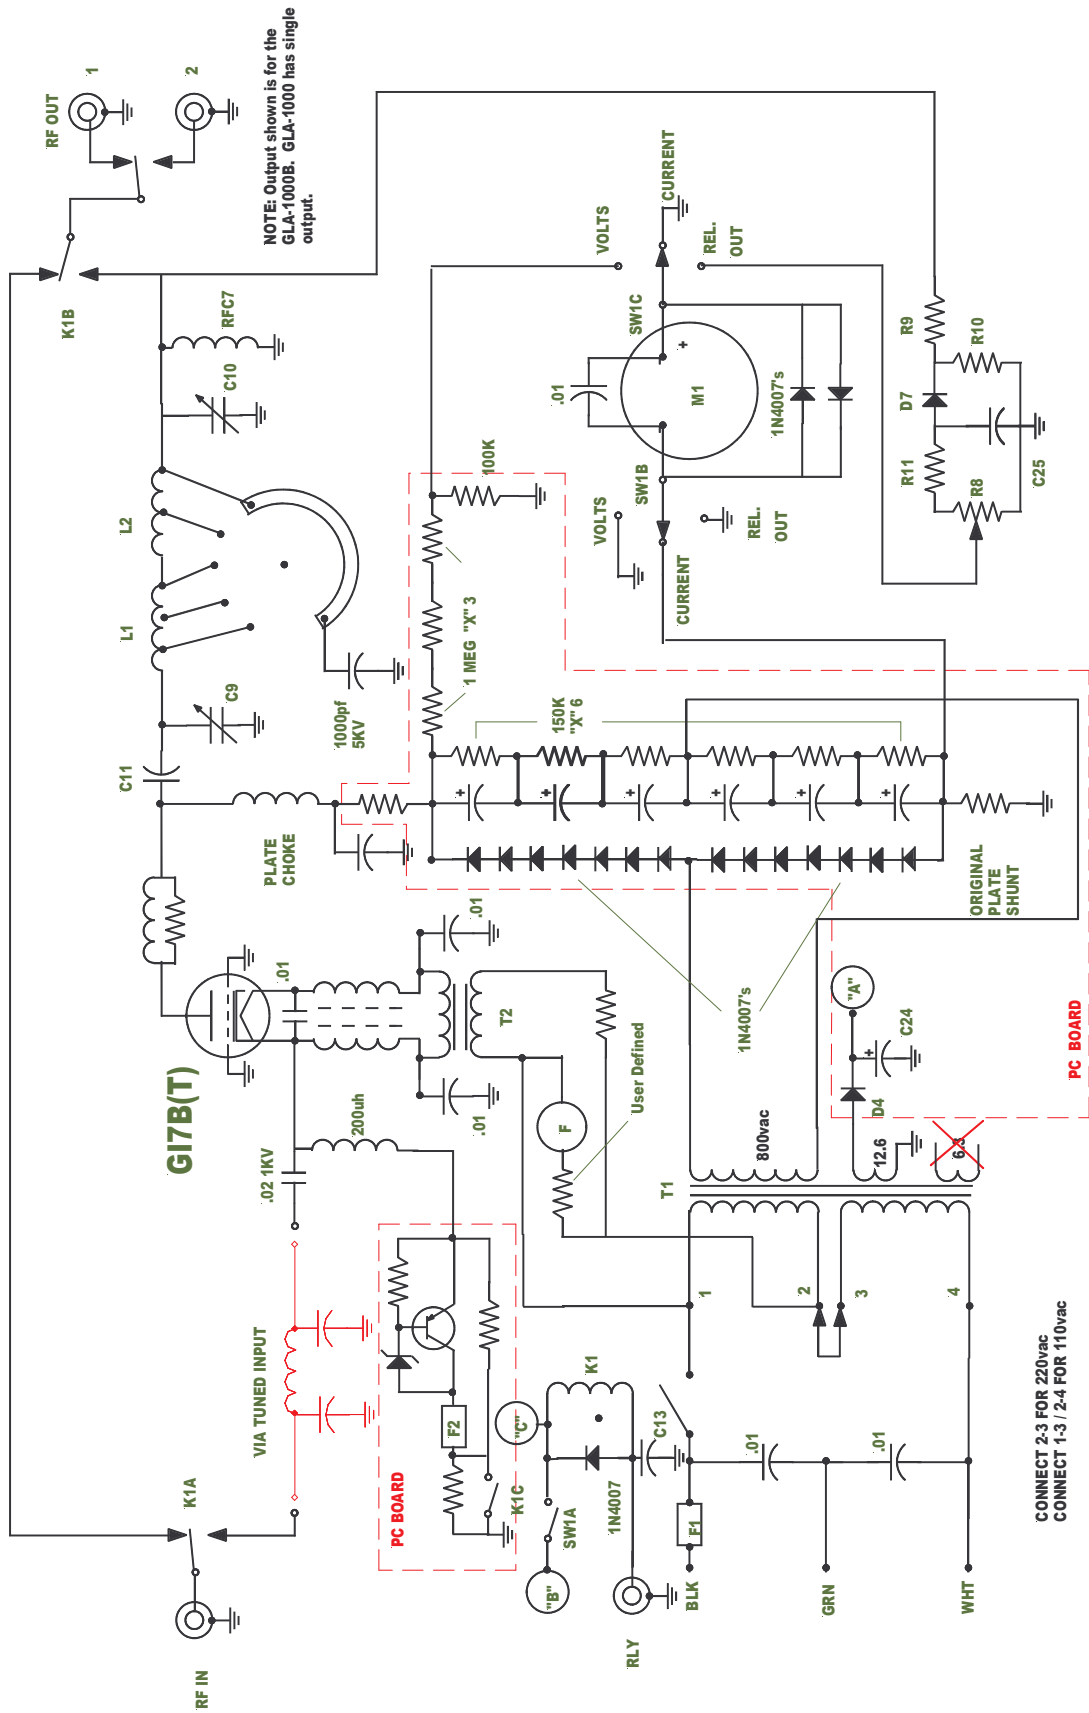 RF IN
K1A
VIA TUNED INPUT
.02 1KV
200uh
GI7B(T)
.01
.01
.01
T2
PLATE
CHOKE
C11
C9
L1
L2
1000pf
5KV
C10
RFC7
K1B
RF OUT
1
2
NOTE: Output shown is for the
GLA-1000B. GLA-1000 has single
output.
PC BOARD
F2
K1C
"C"
K1
SW1A
"B"
1N4007
C13
RLY
F
User Defined
1 MEG "X" 3
100K
150K
"X" 6
+
+
+
+
+
+
1N4007's
ORIGINAL
PLATE
SHUNT
VOLTS
CURRENT
REL.
OUT
SW1C
.01
+
M1
1N4007's
SW1B
VOLTS
REL.
OUT
CURRENT
R9
R10
D7
R11
R8
C25
BLK
F1
GRN
WHT
.01
.01
1
2
3
4
T1
800vac
12.6
6.3
D4
+
C24
"A"
PC BOARD
CONNECT 2-3 FOR 220vac
CONNECT 1-3 / 2-4 FOR 110vac